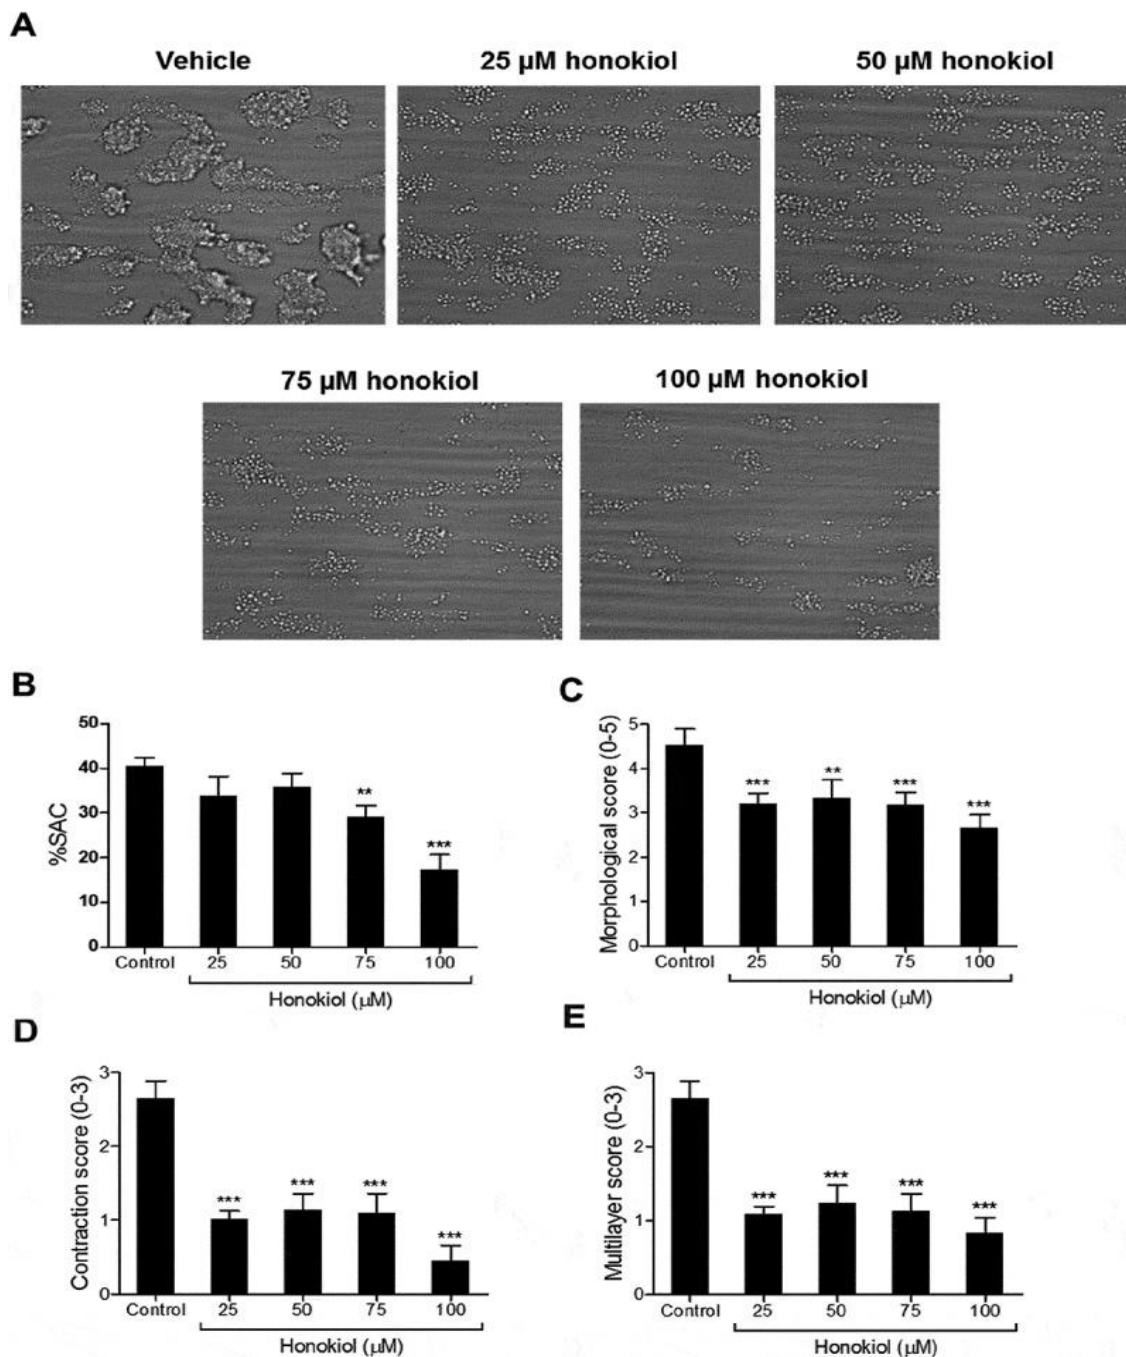 A
Vehicle
25 µM honokiol
50 µM honokiol
75 µM honokiol
100 µM honokiol
B
%SAC
50
40
30
20
10
0
**
***
Control 25 50 75 100
Honokiol (µM)
C
Morphological score (0-5)
5
4
3
2
1
0
*** ** *** ***
Control 25 50 75 100
Honokiol (µM)
D
Contraction score (0-3)
3
2
1
0
*** *** *** ***
Control 25 50 75 100
Honokiol (µM)
E
Multilayer score (0-3)
3
2
1
0
*** *** *** ***
Control 25 50 75 100
Honokiol (µM)